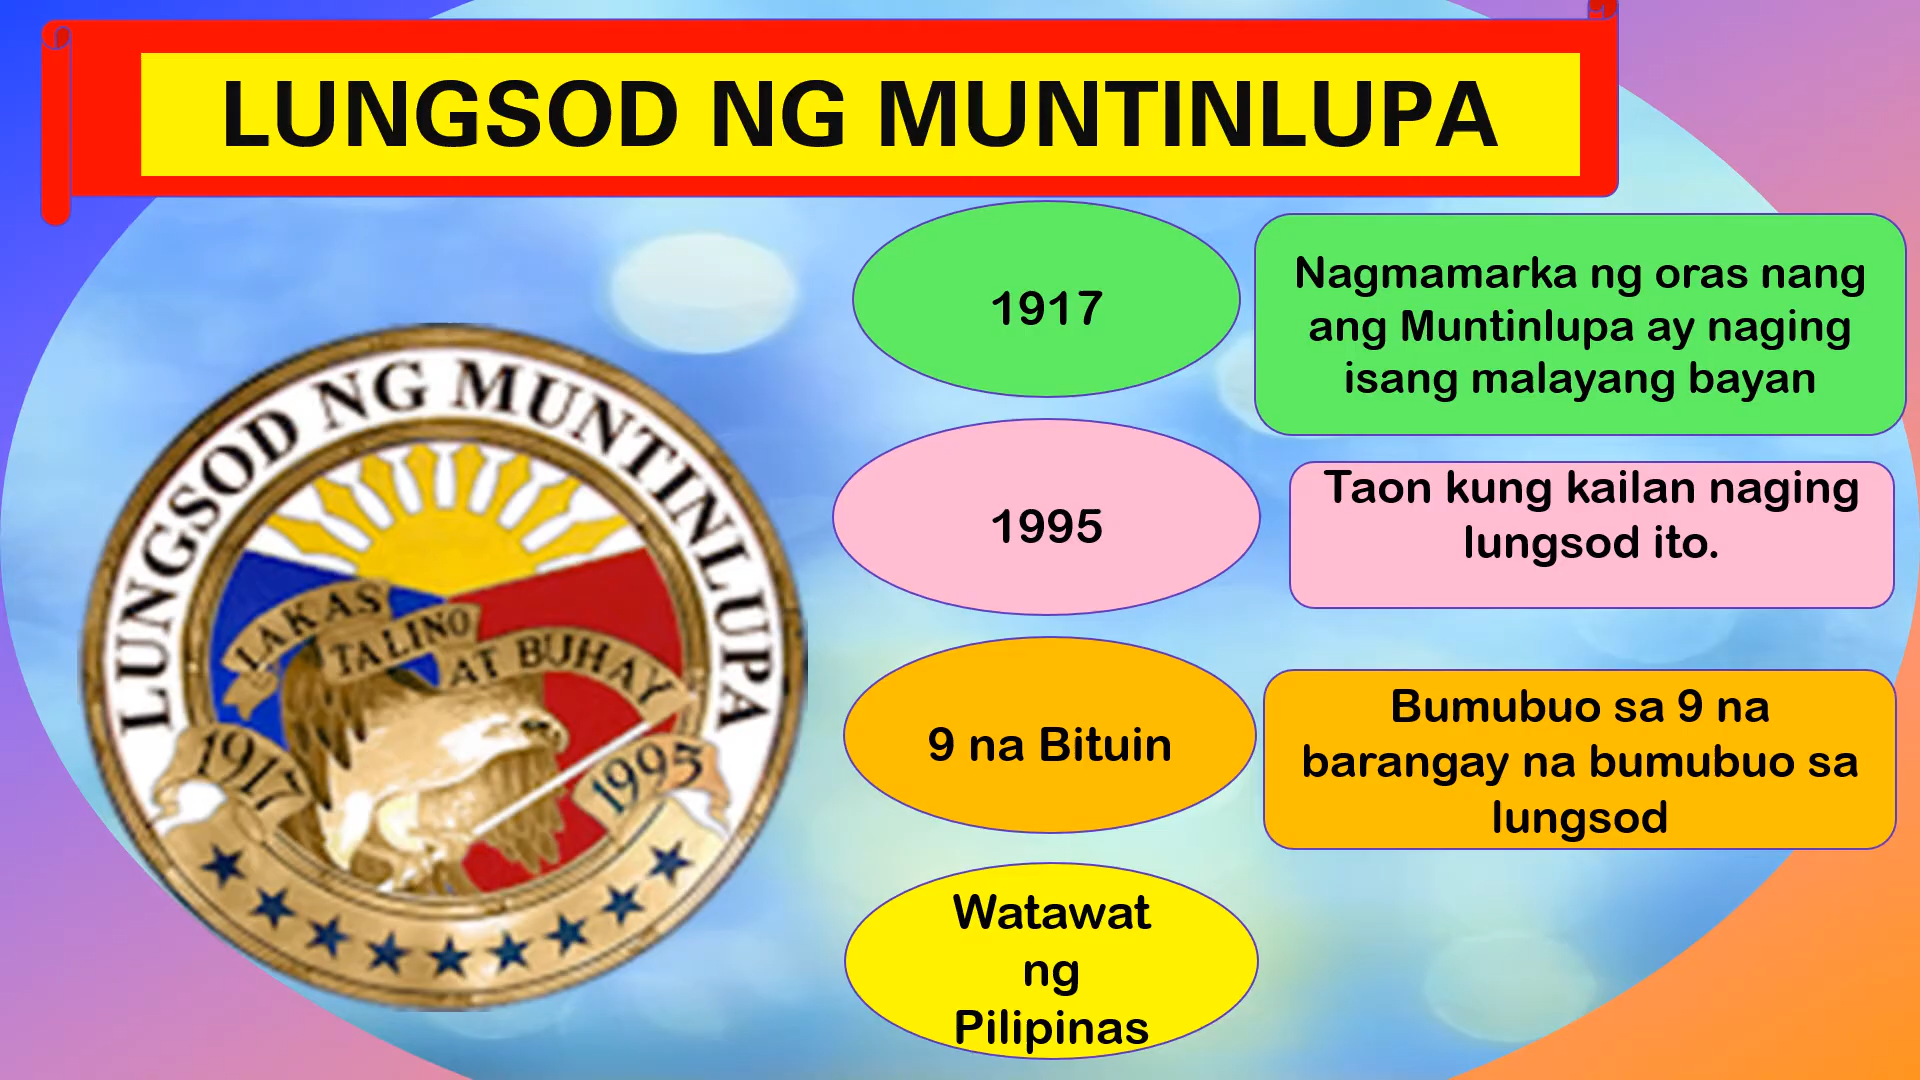 LUNGSOD NG MUNTINLUPA
1917
Nagmamarka ng oras nang
ang Muntinlupa ay naging
isang malayang bayan
1995
Taon kung kailan naging
lungsod ito.
9 na Bituin
Bumubuo sa 9 na
barangay na bumubuo sa
lungsod
Watawat
ng
Pilipinas
LUNGSOD NG MUNTINLUPA
LAKAS
TALINO
AT BUHAY
1917
1995